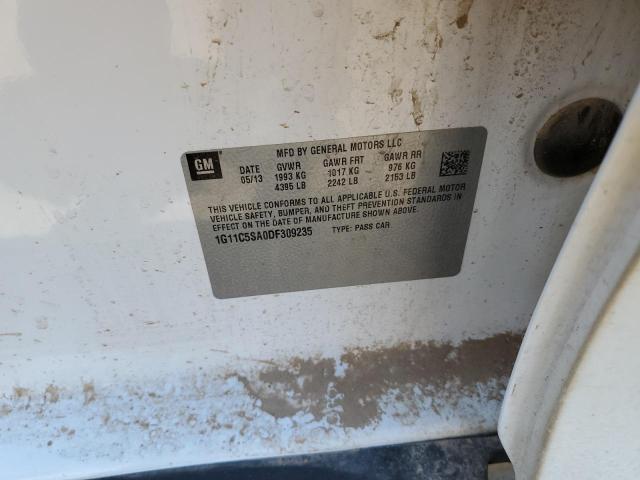 MFD BY GENERAL MOTORS LLC
GM DATE GVWR GAWR FRT GAWR RR
05/13 1993 KG 1017 KG 976 KG
4395 LB 2242 LB 2153 LB
THIS VEHICLE CONFORMS TO ALL APPLICABLE U.S. FEDERAL MOTOR
VEHICLE SAFETY, BUMPER, AND THEFT PREVENTION STANDARDS IN
EFFECT ON THE DATE OF MANUFACTURE SHOWN ABOVE.
1G11C5SA0DF309235 TYPE: PASS CAR